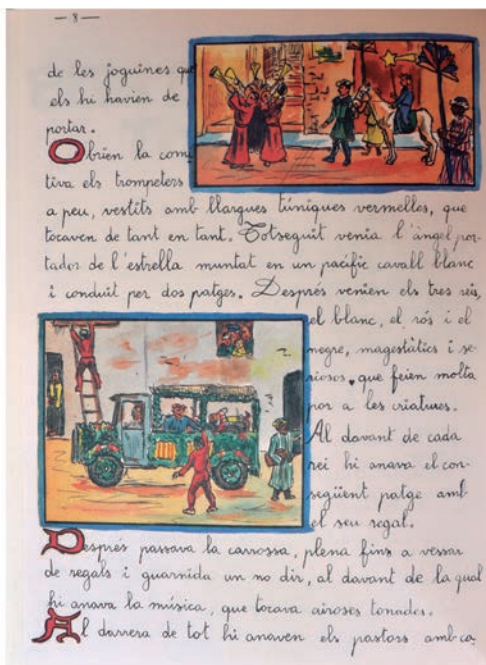 — 8 —
de les joguines que
els hi havien de
portar.
Obrien la comi
tiva els trompeters
a peu, vestits amb llargues túniques vermelles, que
tocaven de tant en tant. Totseguit venia l'àngel por-
tador de l'estrella muntat en un pacífic cavall blanc
i conduit per dos patges. Després venien els tres reis,
el blanc, el rós i el
negre, magestàtics i se-
riosos, que feien molta
por a les criatures.
Al davant de cada
rei hi anava el con-
següent patge amb
el seu regal.
Després passava la carrossa, plena fins a vessar
de regals i guarnida un no dir, al davant de la qual
hi anava la música, que tocava airoses tonades.
Al darrera de tot hi anaven els pastors amb ca-